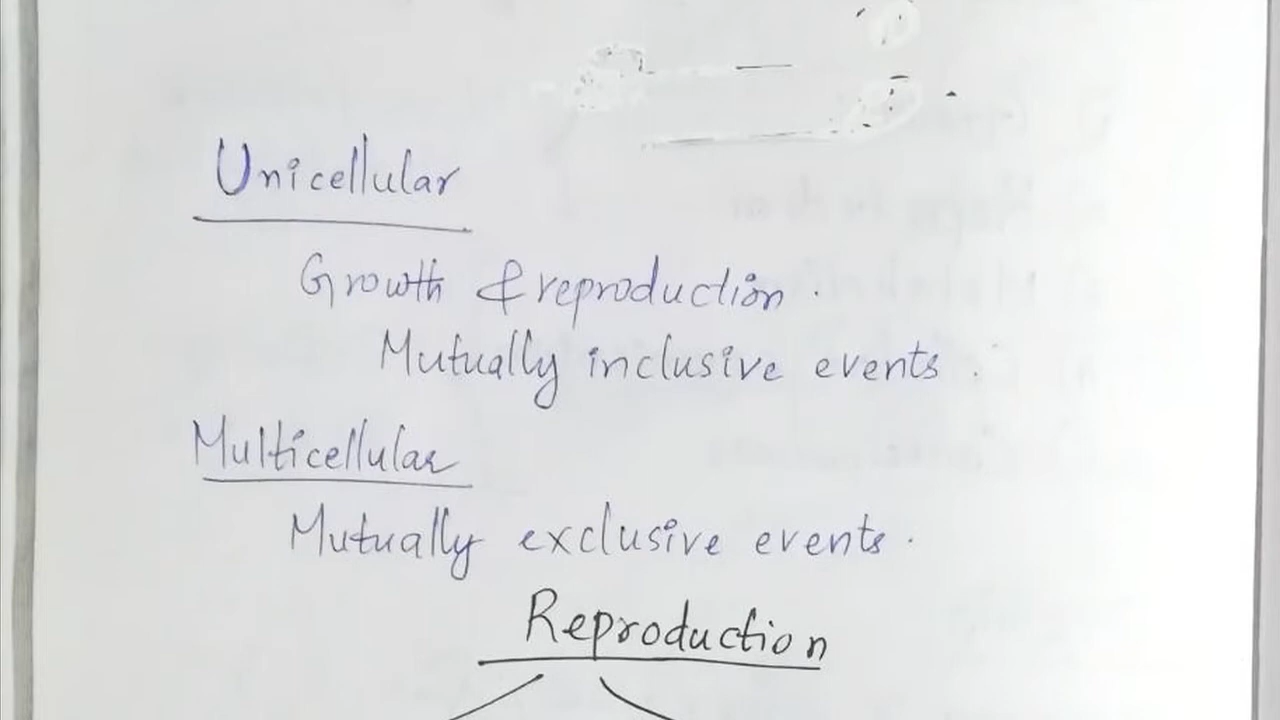 Unicellular
Growth & reproduction.
Mutually inclusive events.
Multicellular
Mutually exclusive events.
Reproduction